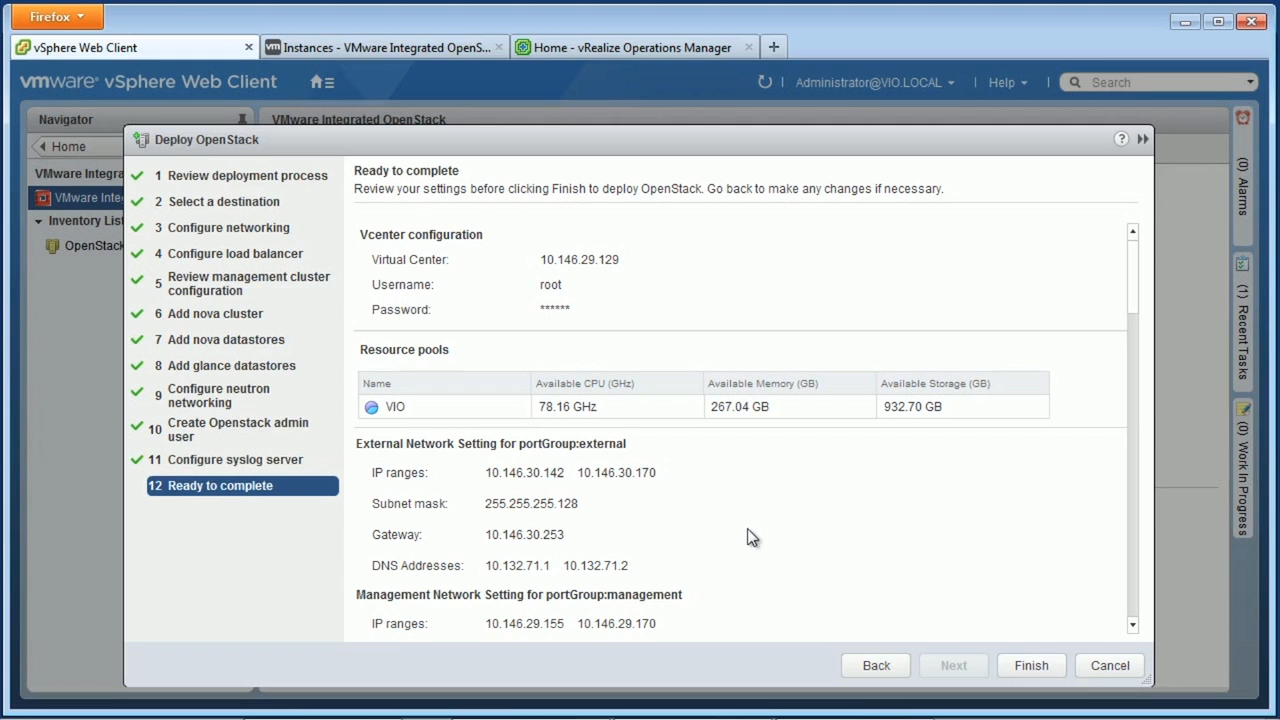 Firefox
vSphere Web Client
Instances - VMware Integrated OpenS...
Home - vRealize Operations Manager
vmware® vSphere Web Client
Administrator@VIO.LOCAL
Help
Search
Navigator
VMware Integrated OpenStack
Home
VMware Integra
VMware Inte
Inventory List
OpenStack
Deploy OpenStack
1 Review deployment process
2 Select a destination
3 Configure networking
4 Configure load balancer
5 Review management cluster
configuration
6 Add nova cluster
7 Add nova datastores
8 Add glance datastores
9 Configure neutron
networking
10 Create Openstack admin
user
11 Configure syslog server
12 Ready to complete
Ready to complete
Review your settings before clicking Finish to deploy OpenStack. Go back to make any changes if necessary.
Vcenter configuration
Virtual Center: 10.146.29.129
Username: root
Password: ******
Resource pools
Name Available CPU (GHz) Available Memory (GB) Available Storage (GB)
VIO 78.16 GHz 267.04 GB 932.70 GB
External Network Setting for portGroup:external
IP ranges: 10.146.30.142 10.146.30.170
Subnet mask: 255.255.255.128
Gateway: 10.146.30.253
DNS Addresses: 10.132.71.1 10.132.71.2
Management Network Setting for portGroup:management
IP ranges: 10.146.29.155 10.146.29.170
Back Next Finish Cancel
(0) Alarms
(1) Recent Tasks
(0) Work In Progress